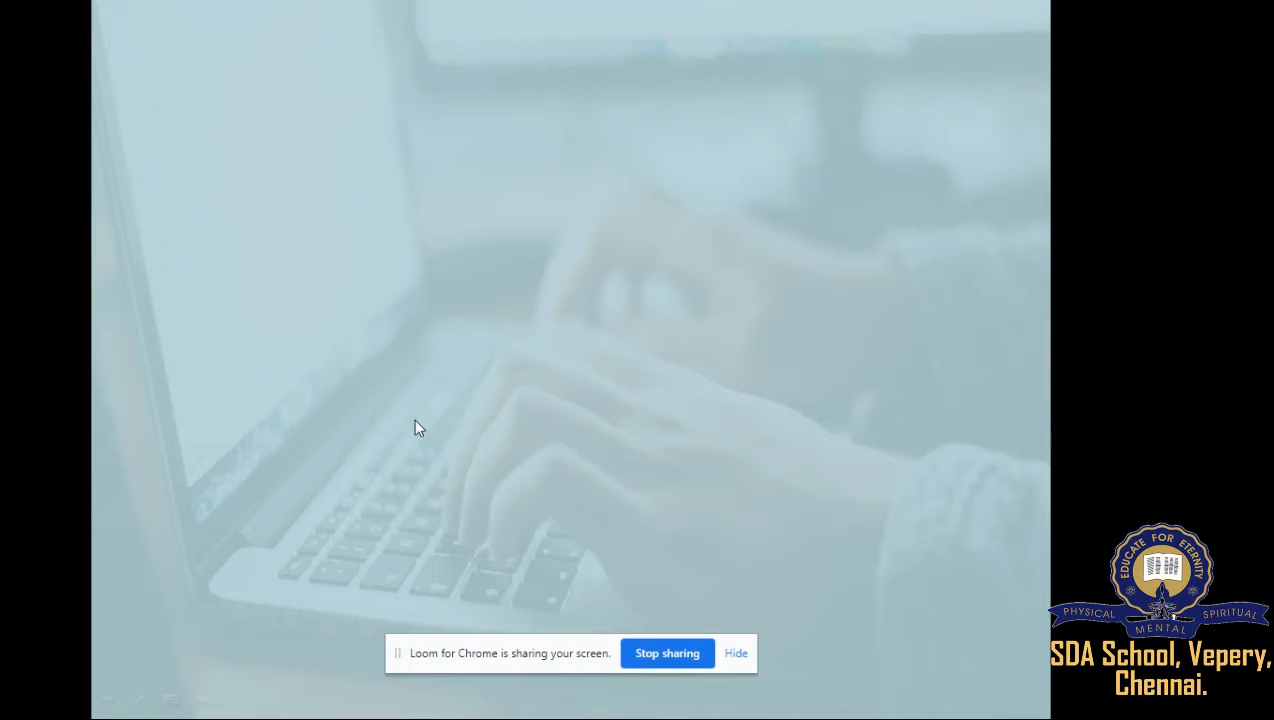 Loom for Chrome is sharing your screen. Stop sharing Hide
EDUCATE FOR ETERNITY
PHYSICAL MENTAL SPIRITUAL
SDA School, Vepery,
Chennai.